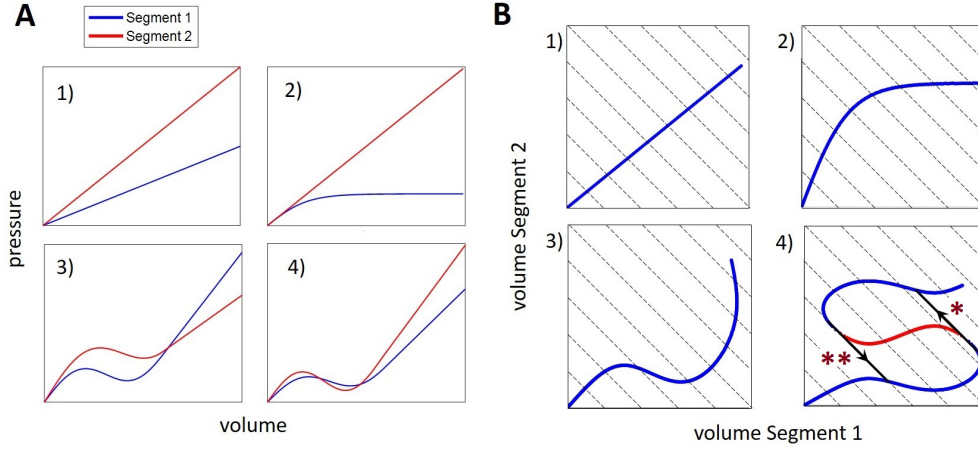 A
Segment 1
Segment 2
1)
2)
3)
4)
pressure
volume
B
1)
2)
3)
4)
*
**
volume Segment 2
volume Segment 1